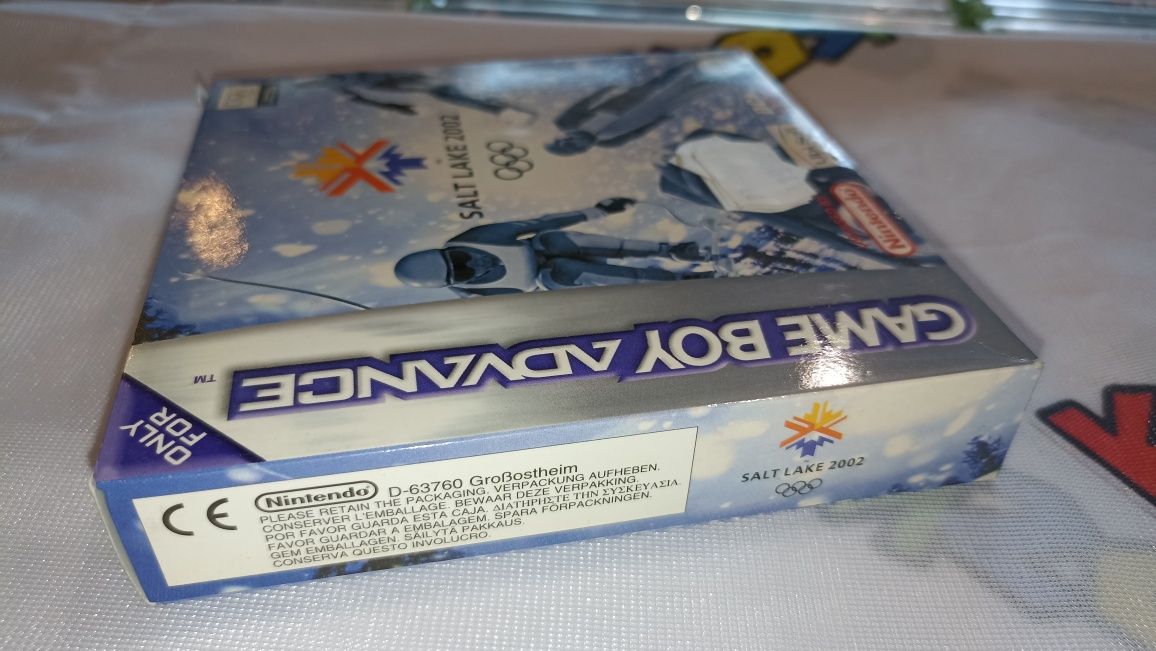 SALT LAKE 2002
Nintendo
GAME BOY ADVANCE
TM
ONLY
FOR
SALT LAKE 2002
CE
Nintendo D-63760 Großostheim
PLEASE RETAIN THE PACKAGING. VERPACKUNG AUFHEBEN.
CONSERVER L'EMBALLAGE. BEWAAR DEZE VERPAKKING.
POR FAVOR GUARDA ESTA CAJA. ΔΙΑΤΗΡΗΣΤΕ ΤΗΝ ΣΥΣΚΕΥΑΣΙΑ.
FAVOR GUARDAR A EMBALAGEM. SPARA FÖRPACKNINGEN.
GEM EMBALLAGEN. SÄILYTÄ PAKKAUS.
CONSERVA QUESTO INVOLUCRO.